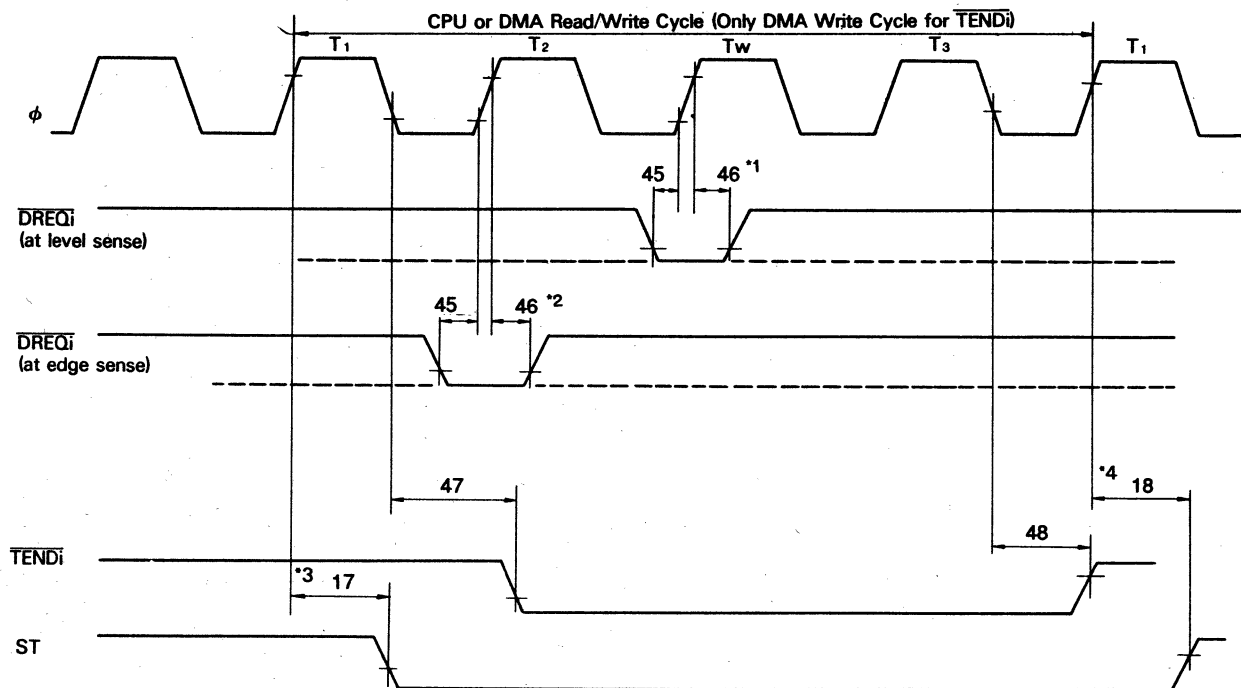 CPU or DMA Read/Write Cycle (Only DMA Write Cycle for TENDi)
T1 T2 TW T3 T1
ϕ
45 46 *1
DREQi
(at level sense)
45 46 *2
DREQi
(at edge sense)
47 *4 18
48
TENDi
*3 17
ST